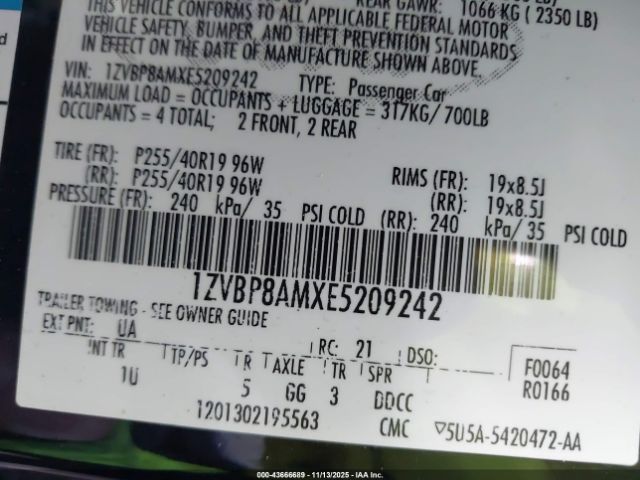 REAR GAWR: 1066 KG ( 2350 LB)
THIS VEHICLE CONFORMS TO ALL APPLICABLE FEDERAL MOTOR
VEHICLE SAFETY, BUMPER, AND THEFT PREVENTION STANDARDS
IN EFFECT ON THE DATE OF MANUFACTURE SHOWN ABOVE.
VIN: 1ZVBP8AMXE5209242 TYPE: Passenger Car
MAXIMUM LOAD = OCCUPANTS + LUGGAGE = 317KG/ 700LB
OCCUPANTS = 4 TOTAL; 2 FRONT, 2 REAR
TIRE (FR): P255/40R19 96W RIMS (FR): 19x8.5J
(RR): P255/40R19 96W (RR): 19x8.5J
PRESSURE (FR): 240 kPa/ 35 PSI COLD (RR): 240 kPa/ 35 PSI COLD
1ZVBP8AMXE5209242
TRAILER TOWING - SEE OWNER GUIDE
EXT PNT: UA RC: 21 DSO: F0064
INT TR TP/PS R AXLE TR SPR R0166
1U 5 GG 3 DDCC
1201302195563 CMC ▽5U5A-5420472-AA
000-43666689 - 11/13/2025 - IAA Inc.